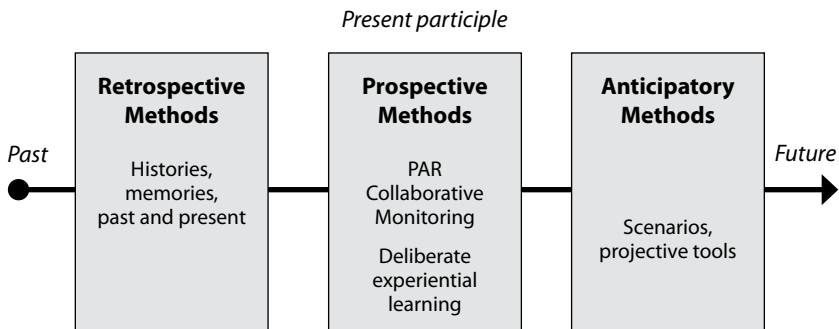 Present participle
Past
Retrospective
Methods
Histories,
memories,
past and present
Prospective
Methods
PAR
Collaborative
Monitoring
Deliberate
experiential
learning
Anticipatory
Methods
Scenarios,
projective tools
Future